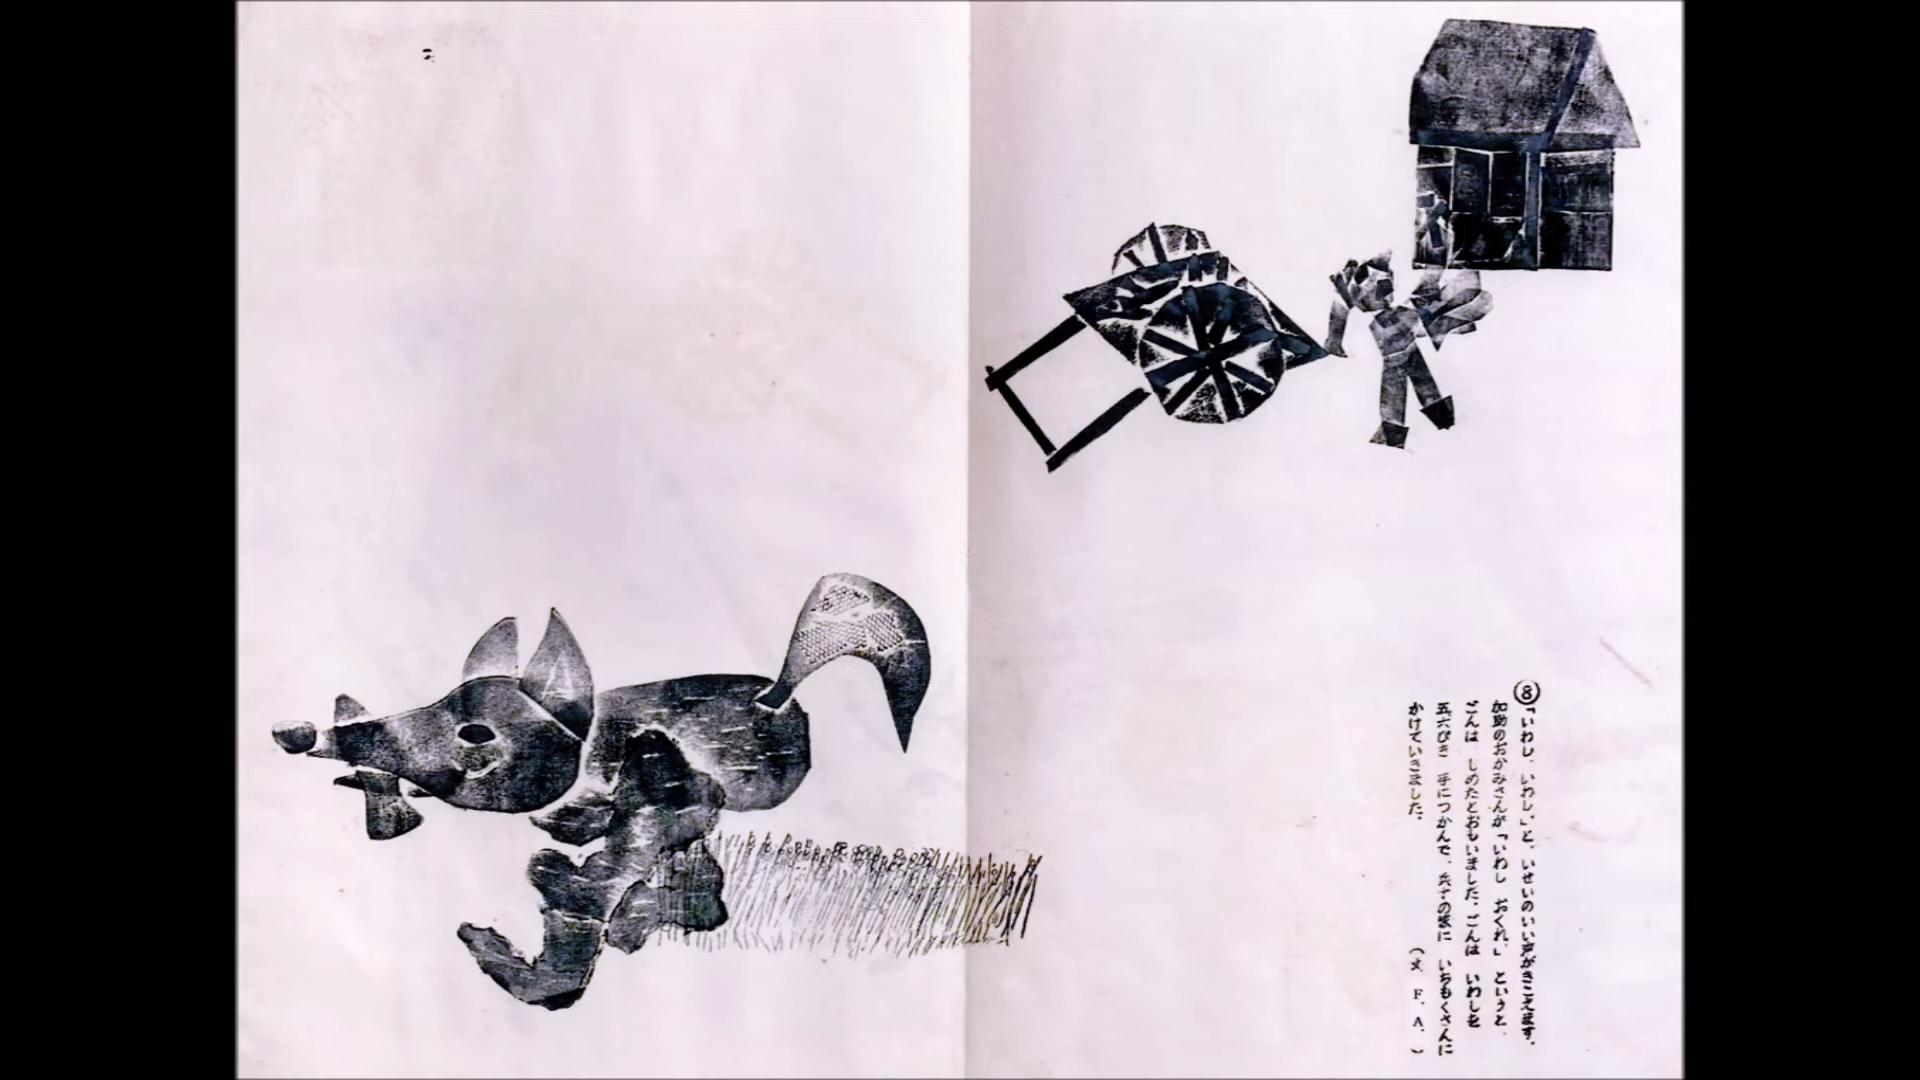 ⑧「いわし、いわし」と、いせいのいい声がきこえます。
加助のおかみさんが「いわし おくれ。」というと、
ごんは しめたとおもいました。ごんは いわしを
五六ぴき 手につかんで、兵十の家に いちもくさんに
かけていきました。
（文 F. A. ）